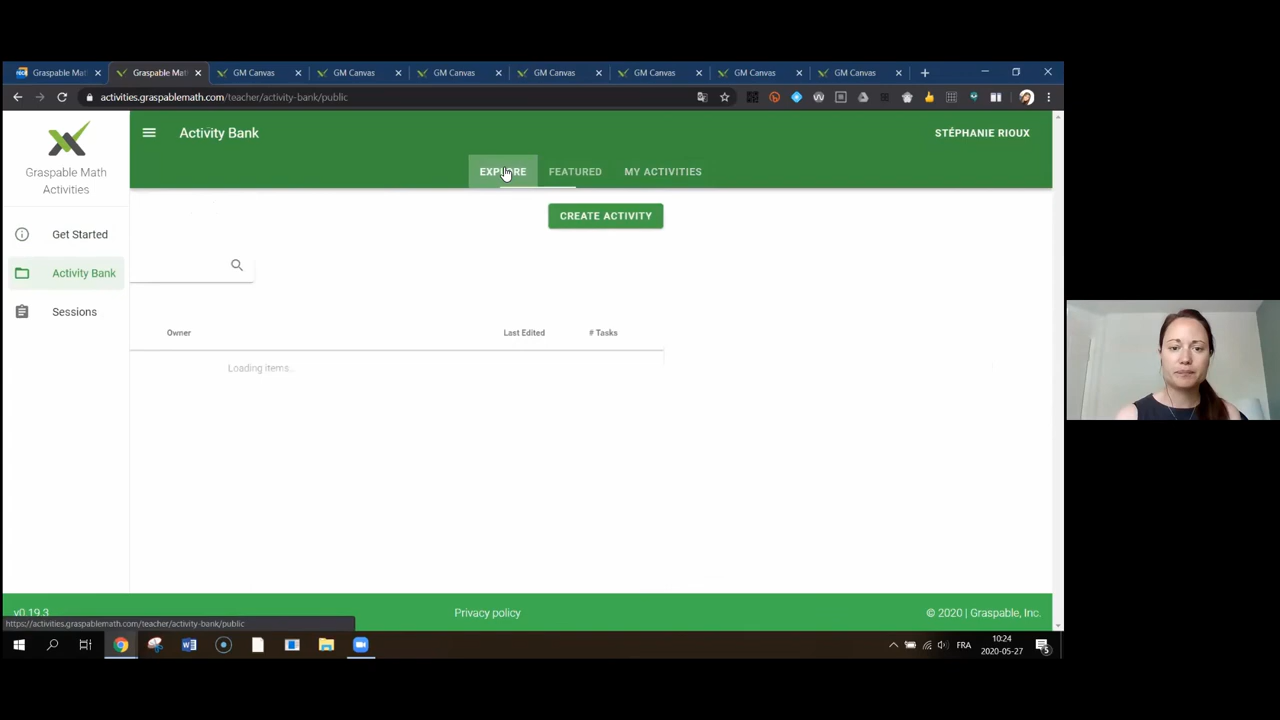 Graspable Mat
Graspable Mat
GM Canvas
GM Canvas
GM Canvas
GM Canvas
GM Canvas
GM Canvas
GM Canvas
activities.graspablemath.com/teacher/activity-bank/public
Graspable Math
Activities
Activity Bank
STÉPHANIE RIOUX
EXPLORE
FEATURED
MY ACTIVITIES
CREATE ACTIVITY
Get Started
Activity Bank
Sessions
Owner
Last Edited
# Tasks
Loading items...
v0.19.3
Privacy policy
© 2020 | Graspable, Inc.
https://activities.graspablemath.com/teacher/activity-bank/public
FRA
10:24
2020-05-27
5